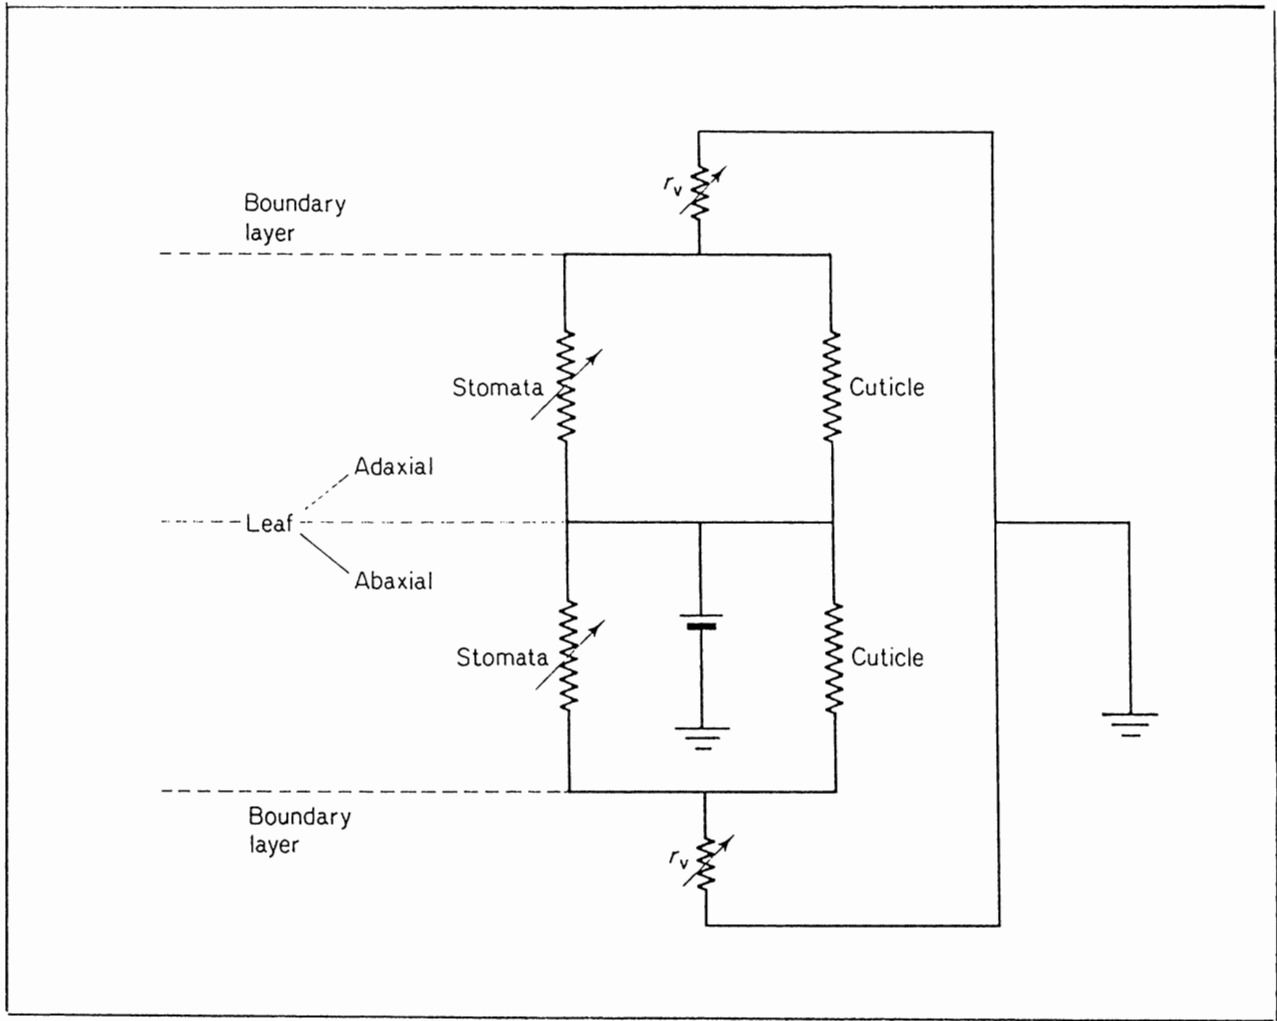 r_v
Boundary
layer
Stomata
Cuticle
Adaxial
Leaf
Abaxial
Stomata
Cuticle
Boundary
layer
r_v